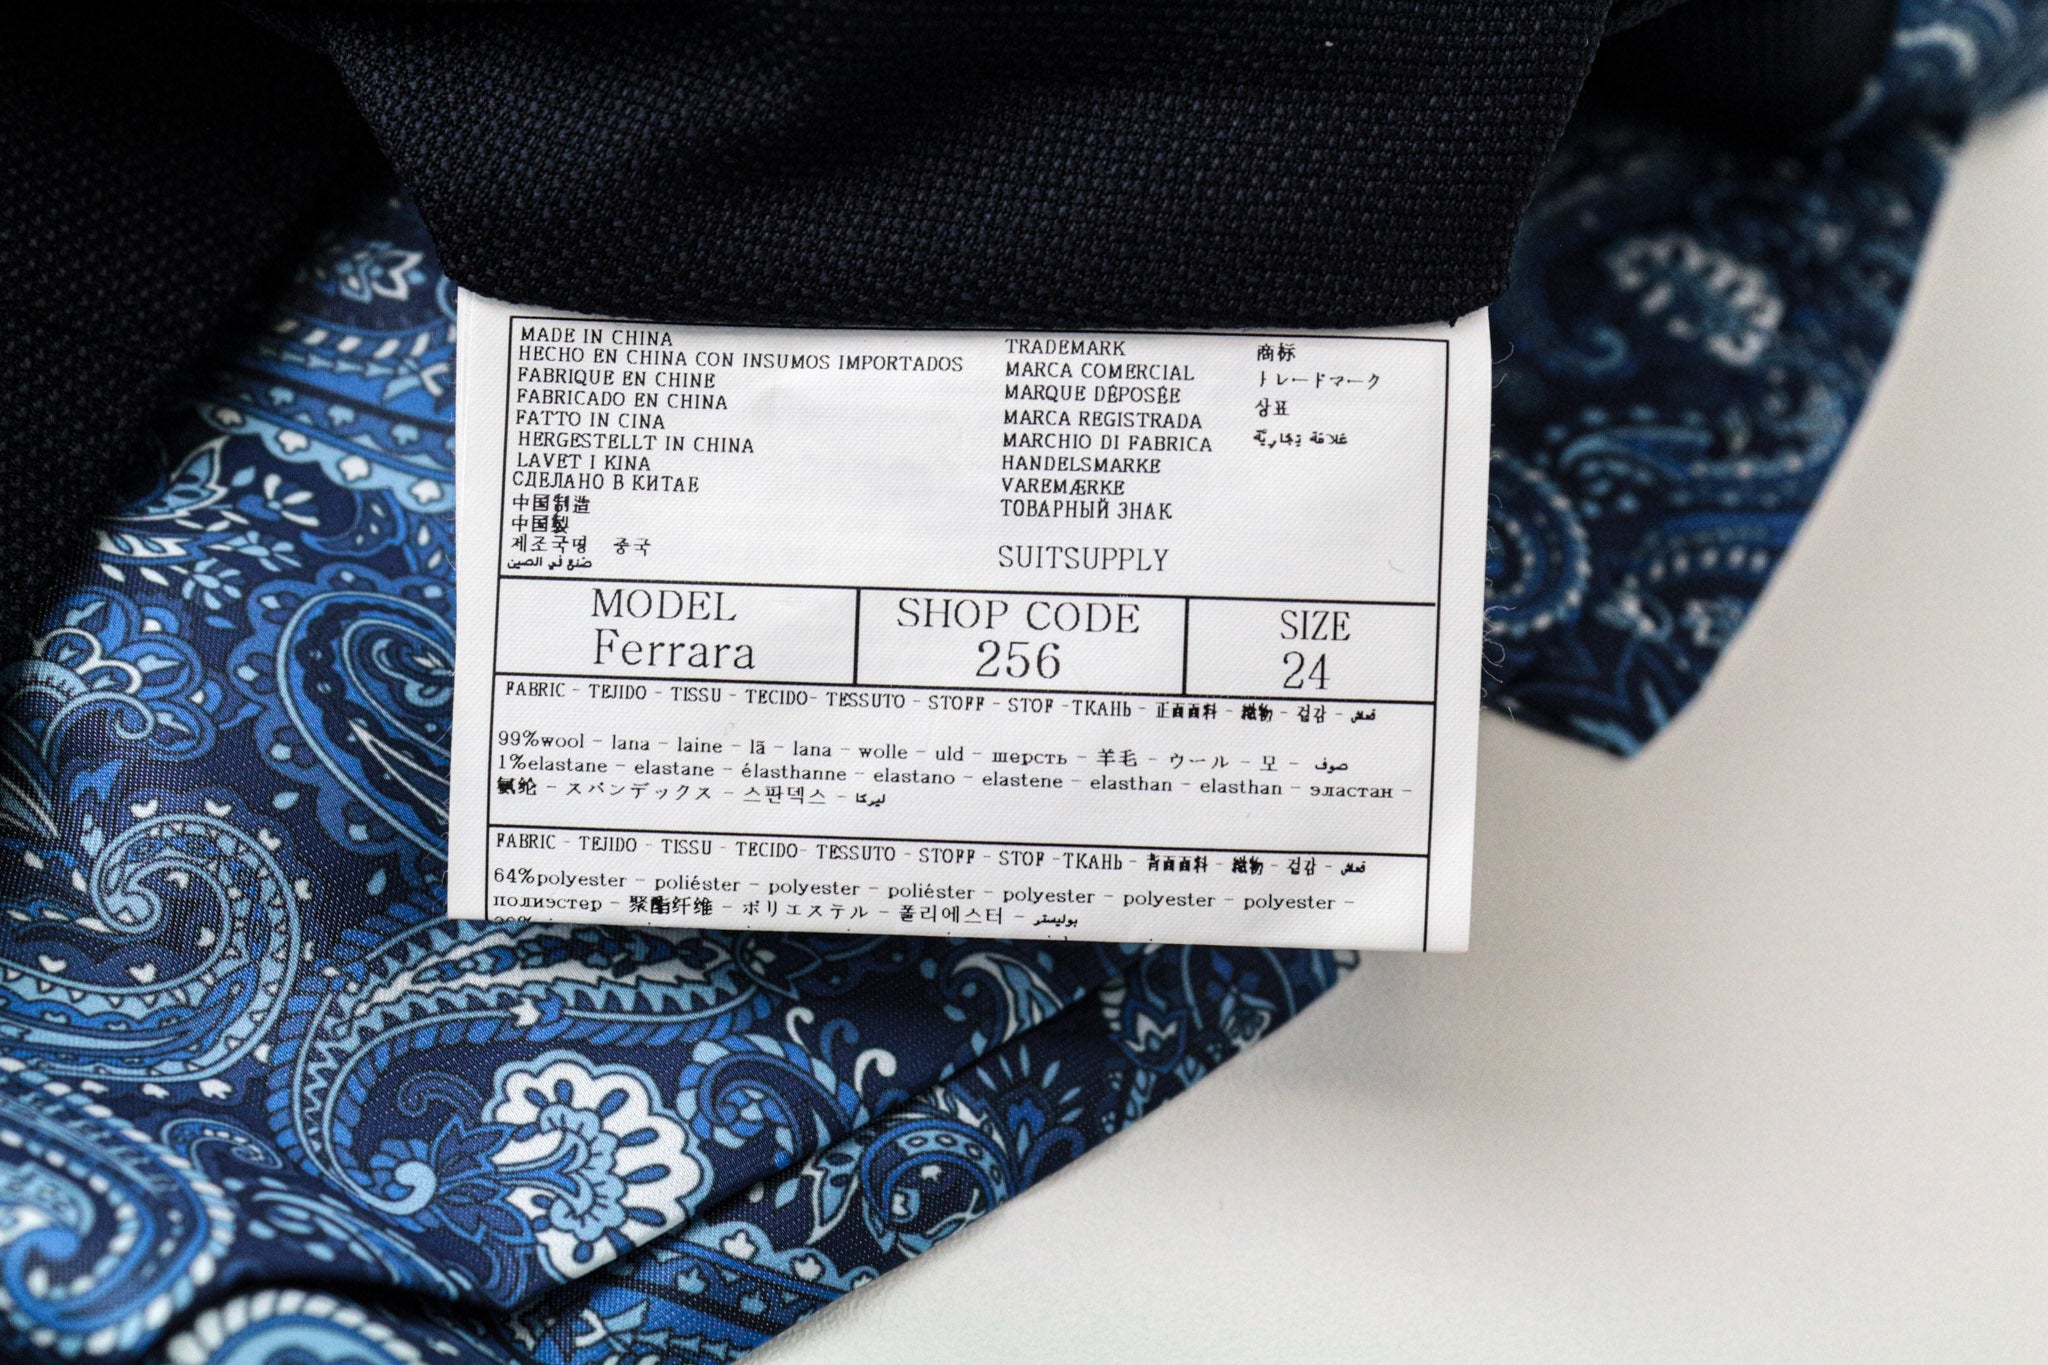 MADE IN CHINA
HECHO EN CHINA CON INSUMOS IMPORTADOS
FABRIQUE EN CHINE
FABRICADO EN CHINA
FATTO IN CINA
HERGESTELLT IN CHINA
LAVET I KINA
СДЕЛАНО В КИТАЕ
中国制造
中国製
제조국명 중국
صنع في الصين
TRADEMARK
MARCA COMERCIAL
MARQUE DÉPOSÉE
MARCA REGISTRADA
MARCHIO DI FABRICA
HANDELSMARKE
VAREMÆRKE
ТОВАРНЫЙ ЗНАК
SUITSUPPLY
商标
トレードマーク
상표
علامة تجاريّة
MODEL
Ferrara
SHOP CODE
256
SIZE
24
FABRIC - TEJIDO - TISSU - TECIDO- TESSUTO - STOFF - STOF -ТКАНЬ - 正面面料 - 織物 - 겉감 - قماش
99%wool - lana - laine - lã - lana - wolle - uld - шерсть - 羊毛 - ウール - 모 - صوف
1%elastane - elastane - élasthanne - elastano - elastene - elasthan - elasthan - эластан -
氨纶 - スパンデックス - 스판덱스 - ليركا
FABRIC - TEJIDO - TISSU - TECIDO- TESSUTO - STOFF - STOF -ТКАНЬ - 背面面料 - 織物 - 겉감 - قماش
64%polyester - poliéster - polyester - poliéster - polyester - polyester - polyester -
полиэстер - 聚酯纤维 - ポリエステル - 폴리에스터 - بوليستر